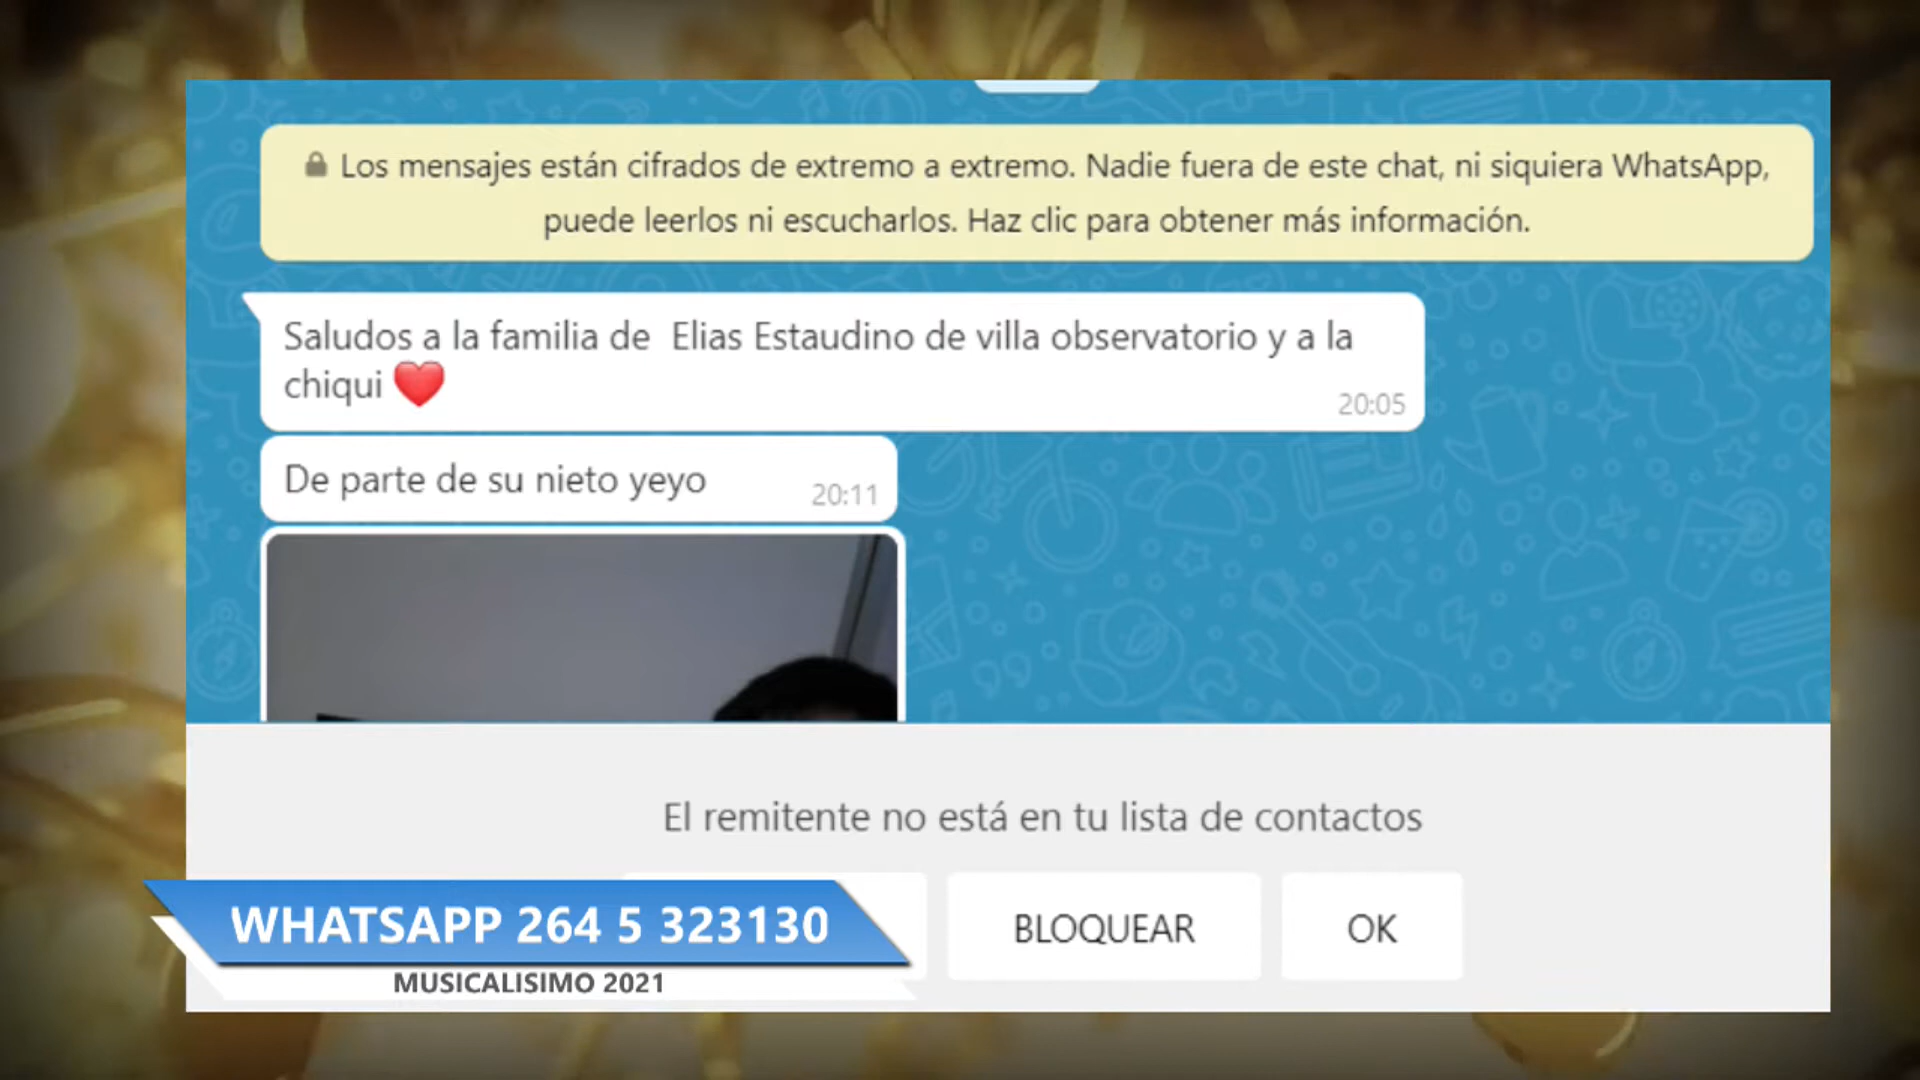 Los mensajes están cifrados de extremo a extremo. Nadie fuera de este chat, ni siquiera WhatsApp,
puede leerlos ni escucharlos. Haz clic para obtener más información.
Saludos a la familia de  Elias Estaudino de villa observatorio y a la
chiqui ❤️
20:05
De parte de su nieto yeyo
20:11
El remitente no está en tu lista de contactos
BLOQUEAR
OK
WHATSAPP 264 5 323130
MUSICALISIMO 2021